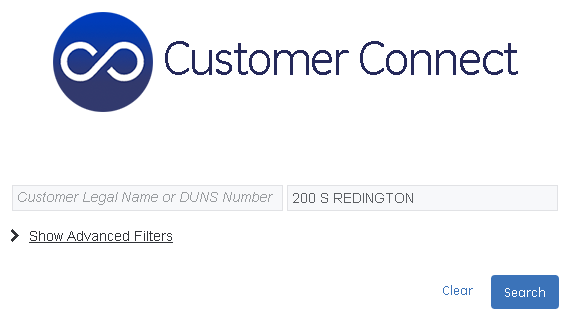 Customer Connect
Customer Legal Name or DUNS Number 200 S REDINGTON
Show Advanced Filters
Clear Search